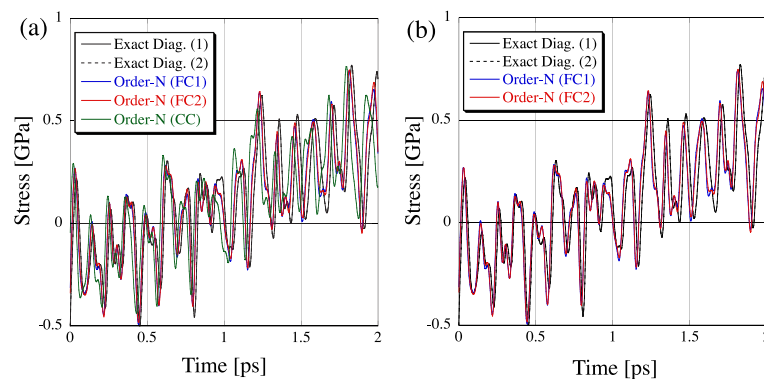 (a)
Exact Diag. (1)
Exact Diag. (2)
Order-N (FC1)
Order-N (FC2)
Order-N (CC)
Stress [GPa]
1
0.5
0
-0.5
0
0.5
1
1.5
2
Time [ps]
(b)
Exact Diag. (1)
Exact Diag. (2)
Order-N (FC1)
Order-N (FC2)
Stress [GPa]
1
0.5
0
-0.5
0
0.5
1
1.5
2
Time [ps]